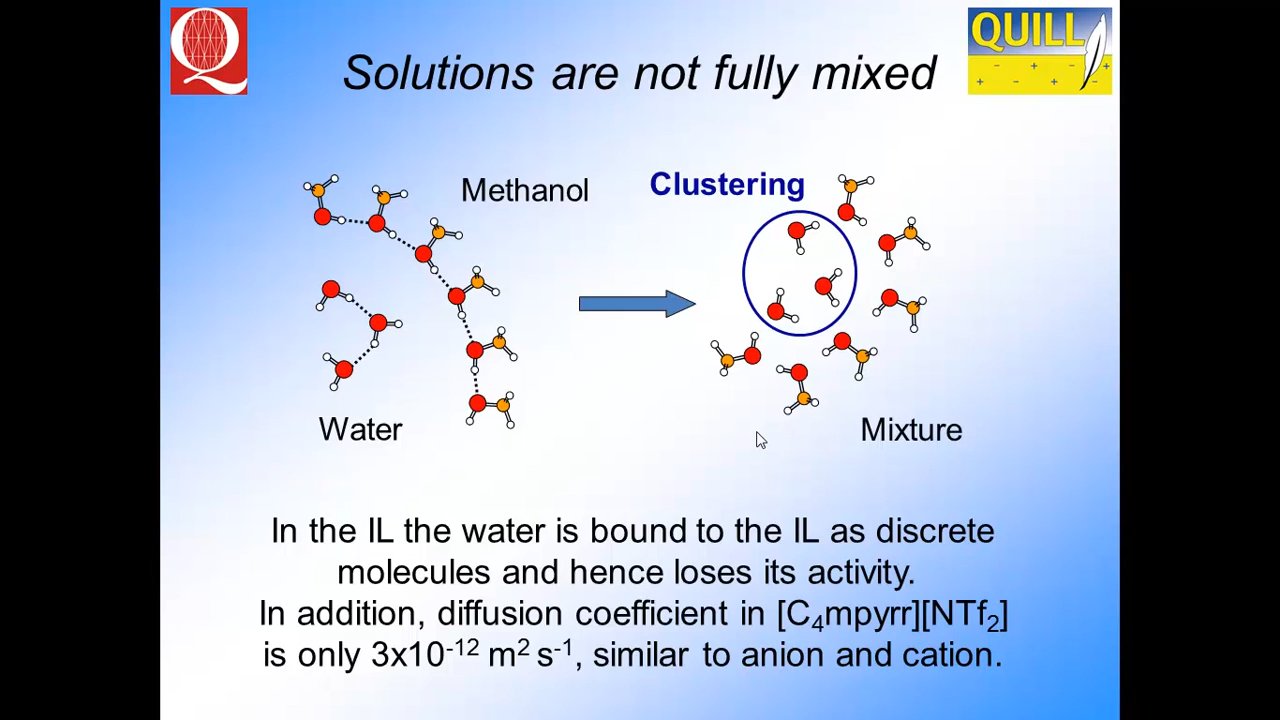 QUILL
Solutions are not fully mixed
Methanol
Clustering
Water
Mixture
In the IL the water is bound to the IL as discrete
molecules and hence loses its activity.
In addition, diffusion coefficient in [C₄mpyrr][NTf₂]
is only 3x10⁻¹² m² s⁻¹, similar to anion and cation.